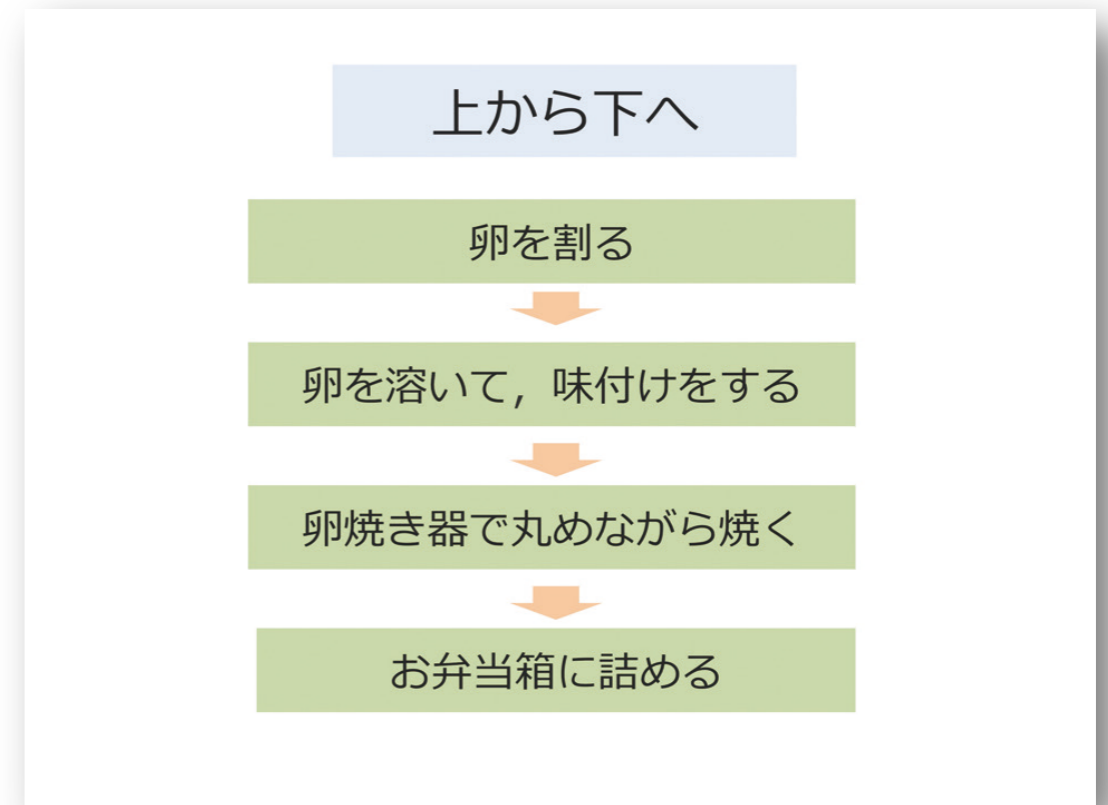 上から下へ
卵を割る
卵を溶いて，味付けをする
卵焼き器で丸めながら焼く
お弁当箱に詰める